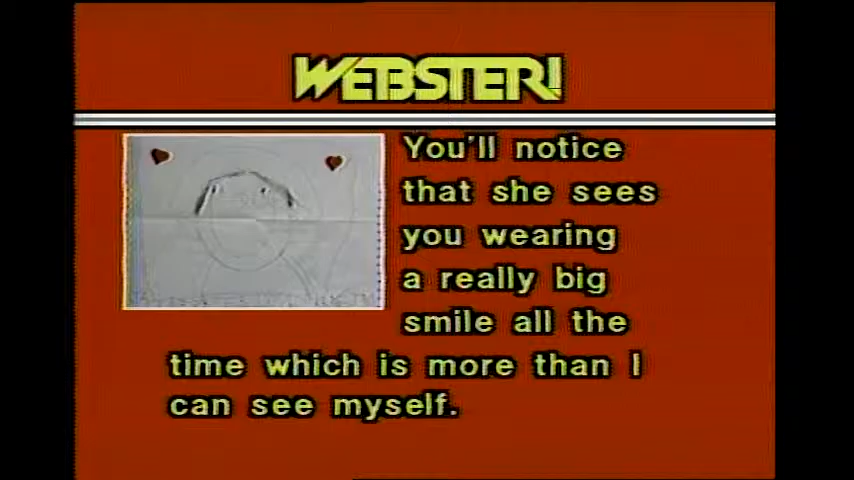 WEBSTER!
You'll notice
that she sees
you wearing
a really big
smile all the
time which is more than I
can see myself.